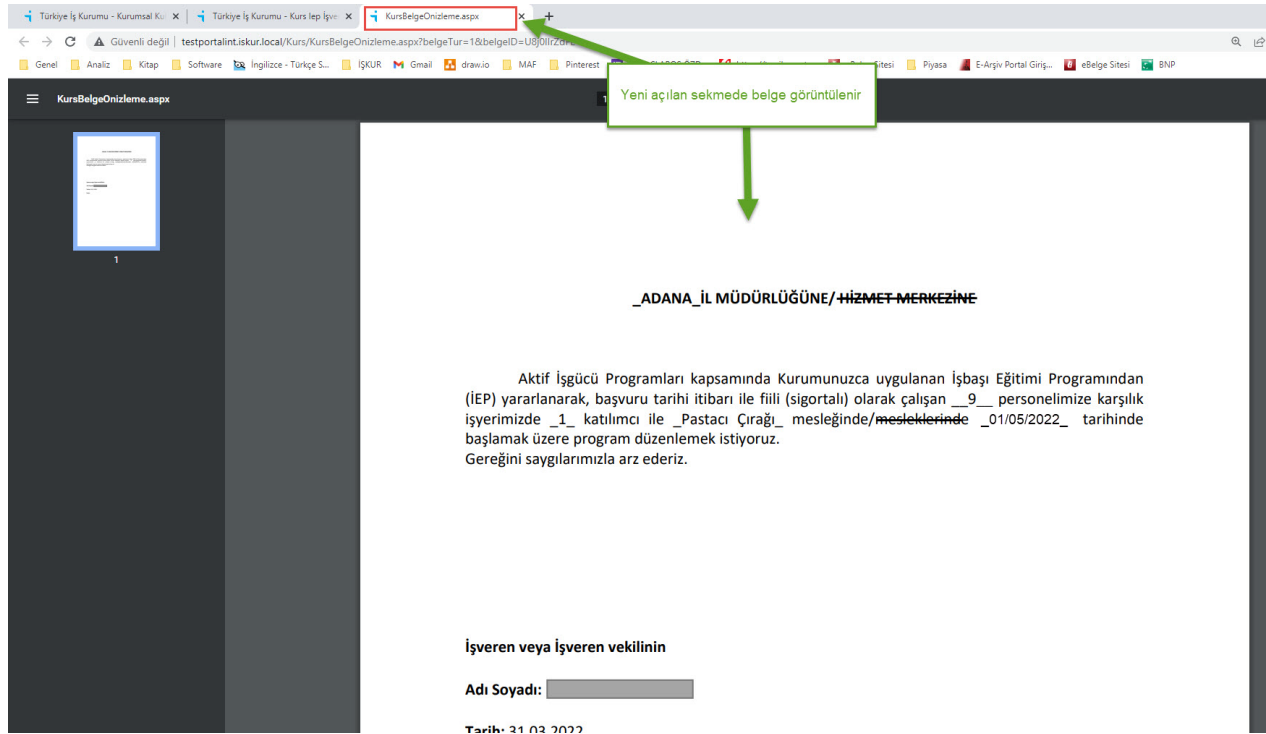 Türkiye İş Kurumu - Kurumsal Ku
Türkiye İş Kurumu - Kurs Iep İşve
KursBelgeOnizleme.aspx
Güvenli değil | testportalint.iskur.local/Kurs/KursBelgeOnizleme.aspx?belgeTur=1&belgeID=
Genel Analiz Kitap Software İngilizce - Türkçe S... İŞKUR Gmail draw.io MAF Pinterest Piyasa E-Arşiv Portal Giriş... eBelge Sitesi BNP
Yeni açılan sekmede belge görüntülenir
KursBelgeOnizleme.aspx
1
_ADANA_İL MÜDÜRLÜĞÜNE/ HİZMET MERKEZİNE
Aktif İşgücü Programları kapsamında Kurumunuzca uygulanan İşbaşı Eğitimi Programından
(İEP) yararlanarak, başvuru tarihi itibarı ile fiili (sigortalı) olarak çalışan __9__ personelimize karşılık
işyerimizde _1_ katılımcı ile _Pastacı Çırağı_ mesleğinde/mesleklerinde _01/05/2022_ tarihinde
başlamak üzere program düzenlemek istiyoruz.
Gereğini saygılarımızla arz ederiz.
İşveren veya İşveren vekilinin
Adı Soyadı:
Tarih: 31.03.2022